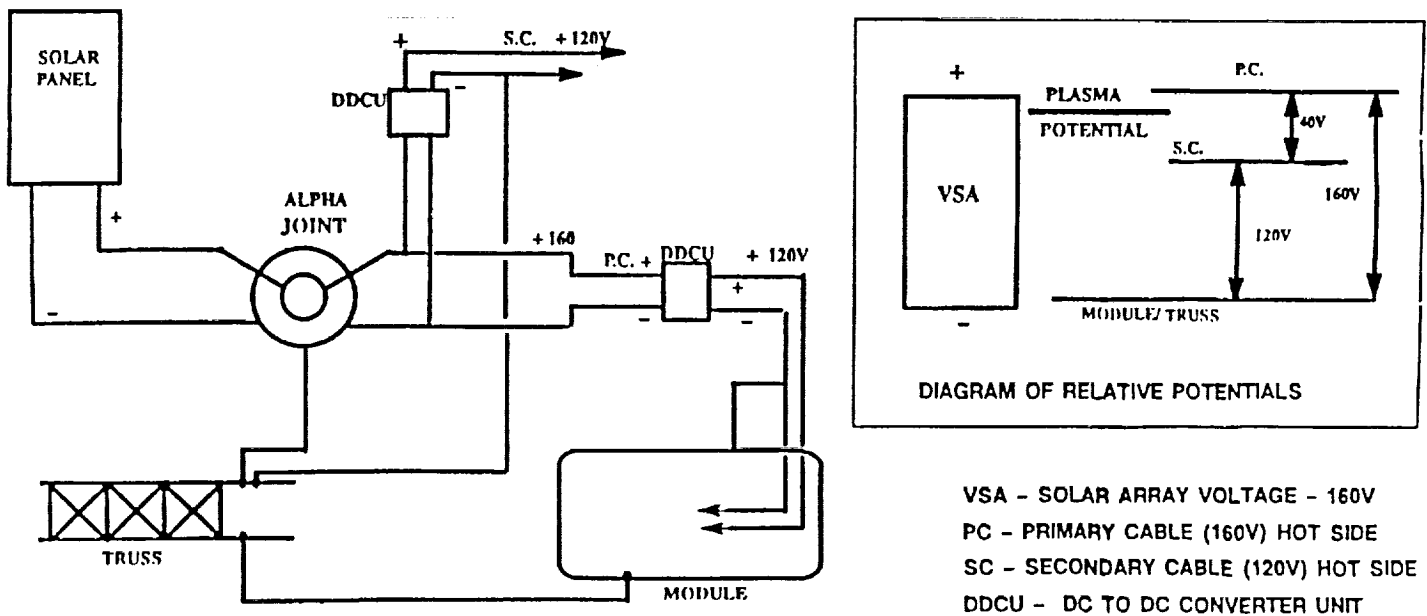 SOLAR
PANEL
+
-
ALPHA
JOINT
+
S.C. +120V
-
DDCU
+160
P.C. +
-
DDCU
+ 120V
+
-
TRUSS
MODULE
+
VSA
-
PLASMA
POTENTIAL
P.C.
40V
S.C.
160V
120V
MODULE/TRUSS
DIAGRAM OF RELATIVE POTENTIALS
VSA - SOLAR ARRAY VOLTAGE - 160V
PC - PRIMARY CABLE (160V) HOT SIDE
SC - SECONDARY CABLE (120V) HOT SIDE
DDCU - DC TO DC CONVERTER UNIT